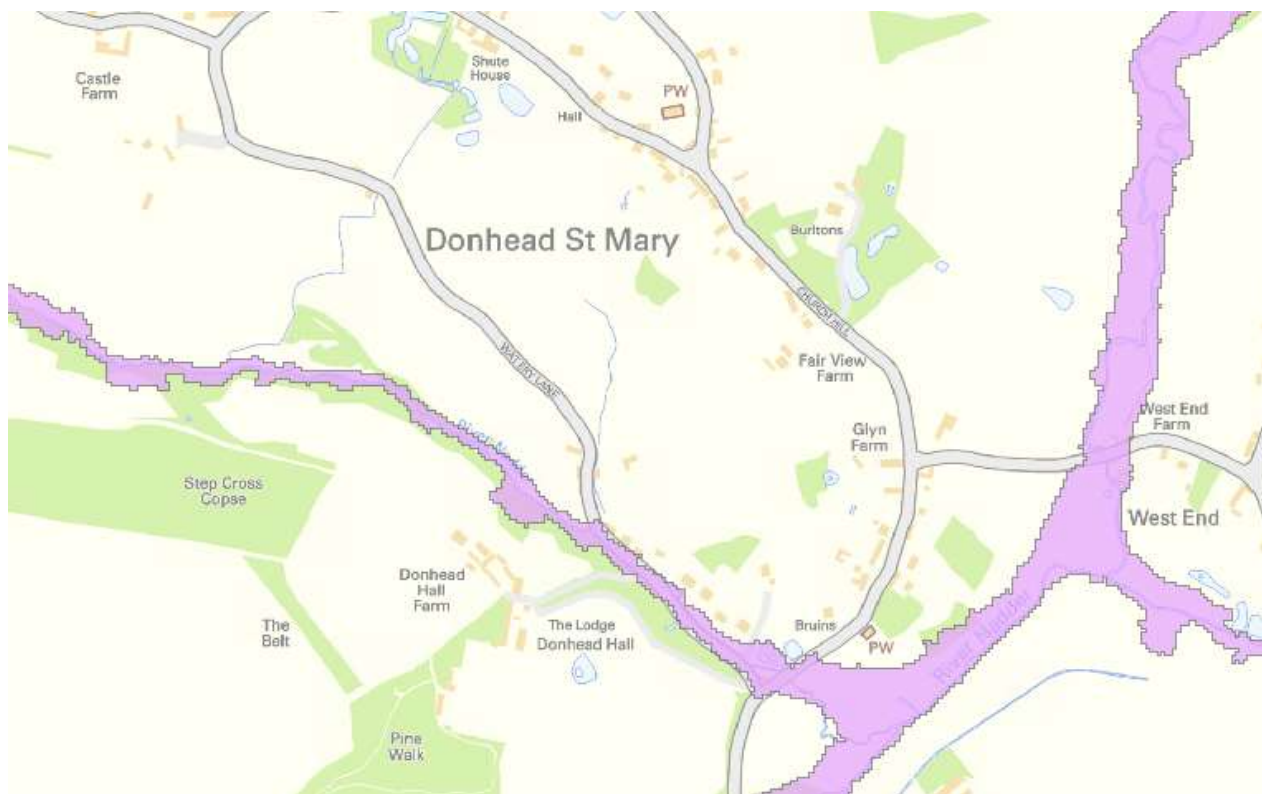 Castle
Farm
Shute
House
PW
Hall
Donhead St Mary
Burltons
CHURCH HILL
WATERY LANE
Fair View
Farm
West End
Farm
Glyn
Farm
Step Cross
Copse
West End
Donhead
Hall
Farm
The
Belt
The Lodge
Donhead Hall
Bruins
PW
River Nadder
Pine
Walk